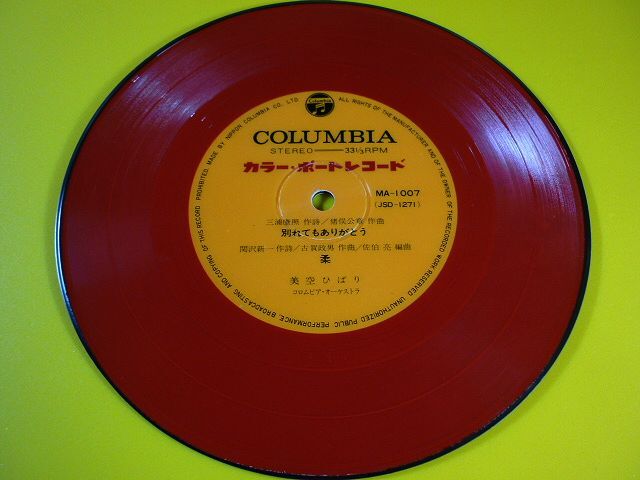 COLUMBIA
STEREO 33⅓RPM
カラー・ポートレコード
MA-1007
(JSD-1271)
三浦康照 作詩/猪俣公章 作曲
別れてもありがとう
関沢新一 作詩/古賀政男 作曲/佐伯 亮 編曲
柔
美空ひばり
コロムビア・オーケストラ
MADE BY NIPPON COLUMBIA CO., LTD. ALL RIGHTS OF THE MANUFACTURER AND OF THE OWNER OF THE RECORDED WORK RESERVED UNAUTHORIZED PUBLIC PERFORMANCE BROADCASTING AND COPYING OF THIS RECORD PROHIBITED